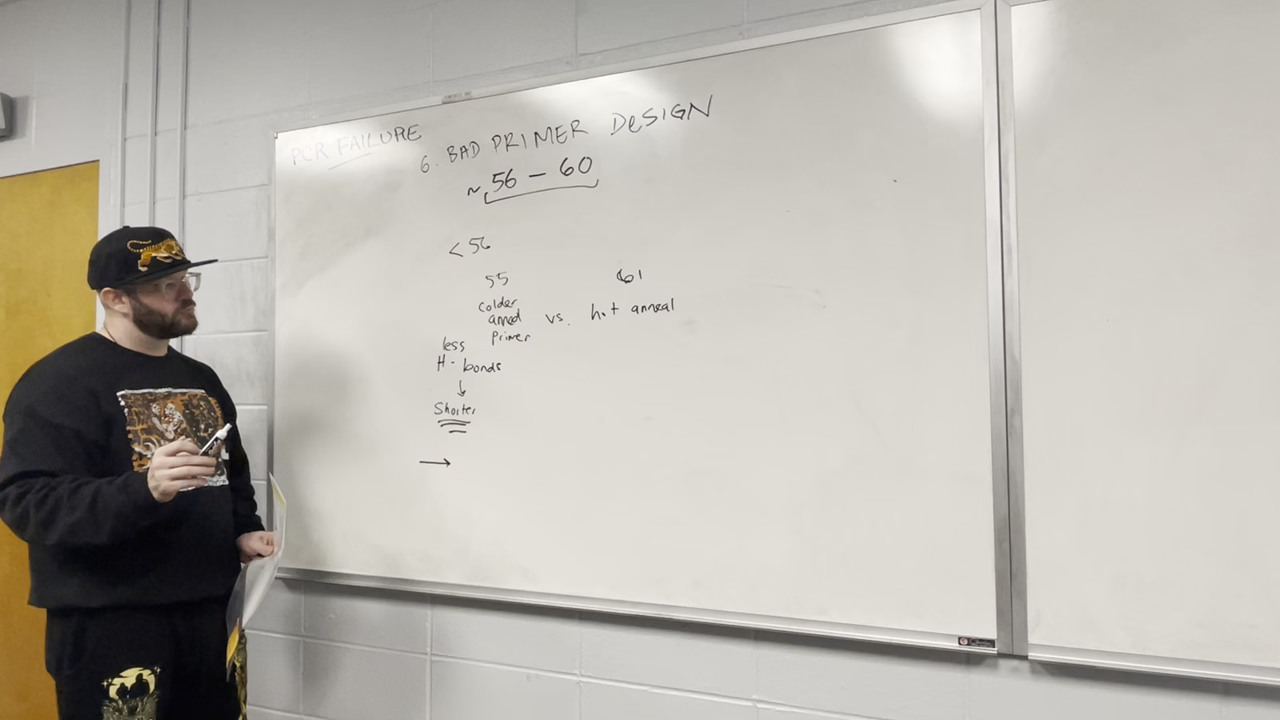 PCR FAILURE
6. BAD PRIMER DeSIGN
~ 56 – 60
< 56
55
61
colder
anneal
primer
vs. hot anneal
less
H - bonds
↓
Shorter
→